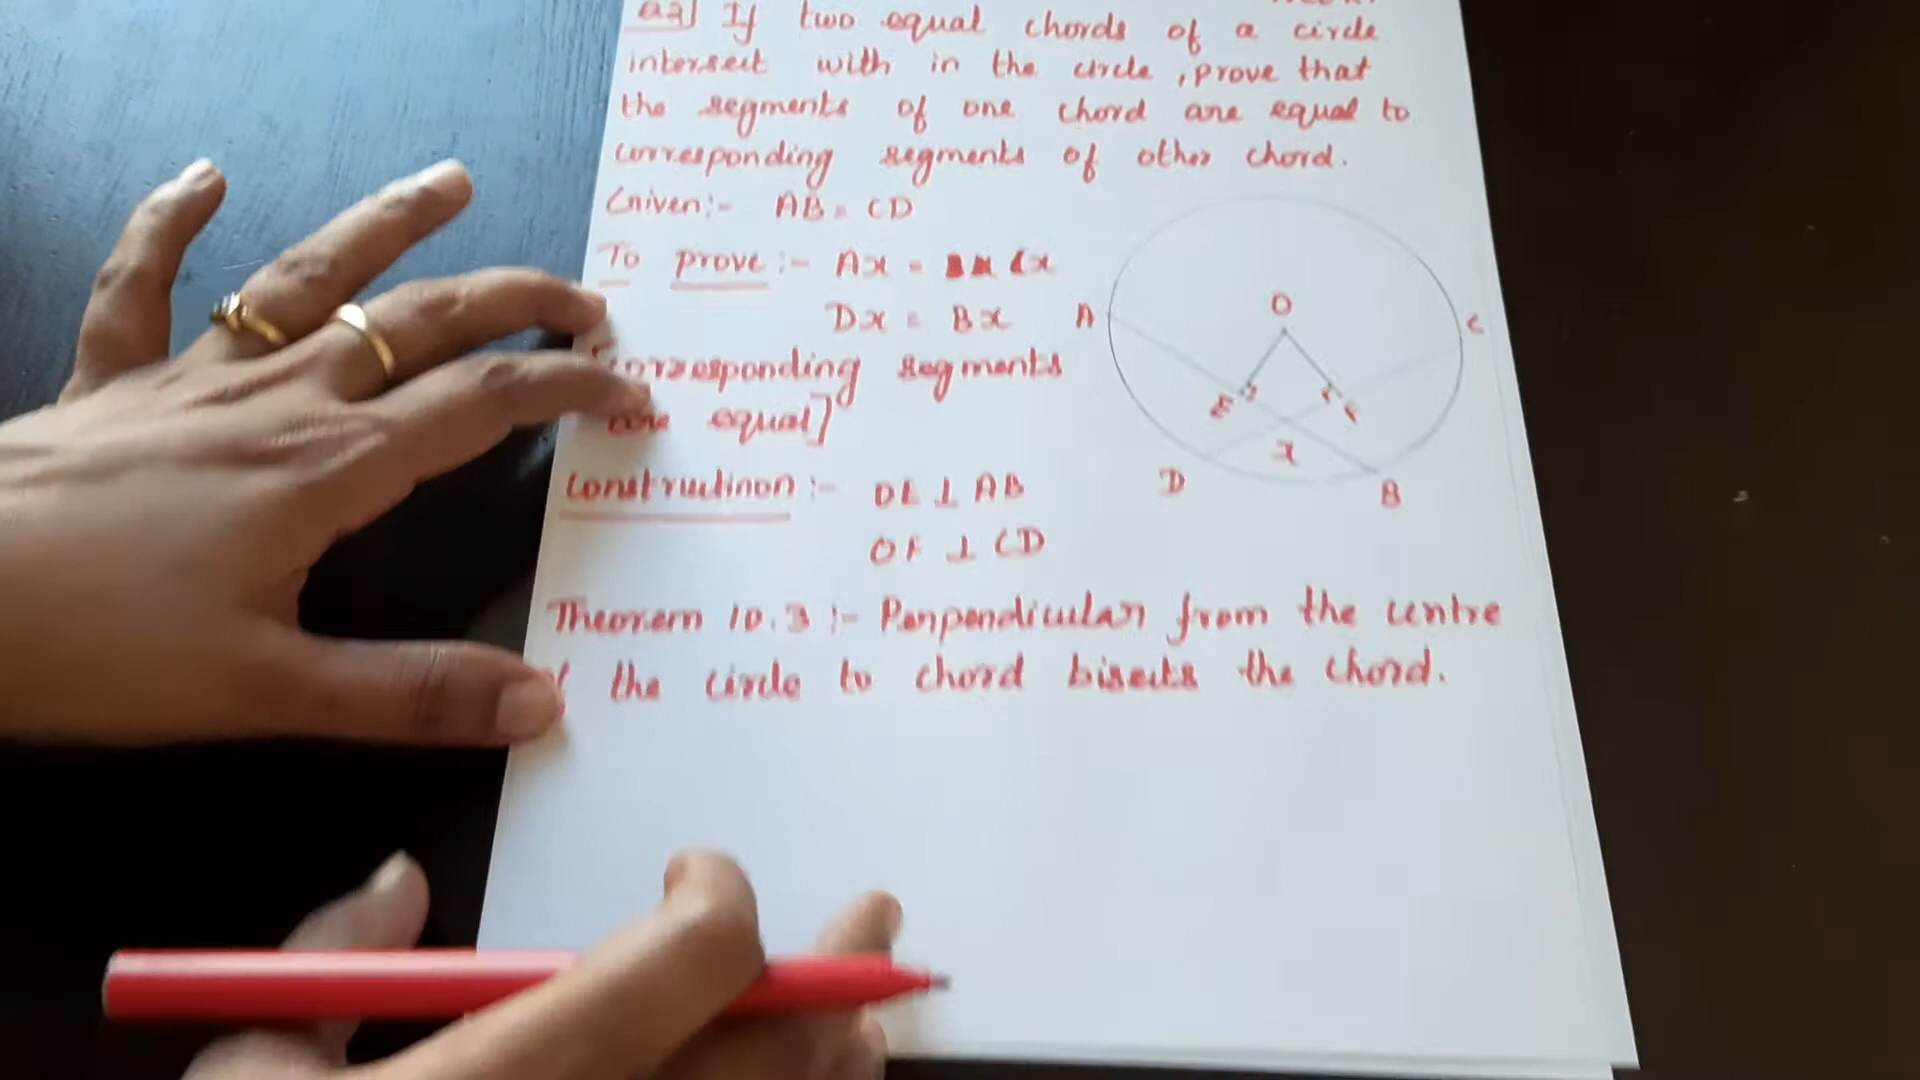 Q2] If two equal chords of a circle
intersect with in the circle, prove that
the segments of one chord are equal to
corresponding segments of other chord.
Given:- AB = CD
To prove :- Ax = Cx
Dx = Bx
corresponding segments
are equal]
constructinon :- OE ⊥ AB
OF ⊥ CD
Theorem 10.3 :- Perpendicular from the centre
of the circle to chord bisects the chord.
O
A
C
E
F
X
D
B